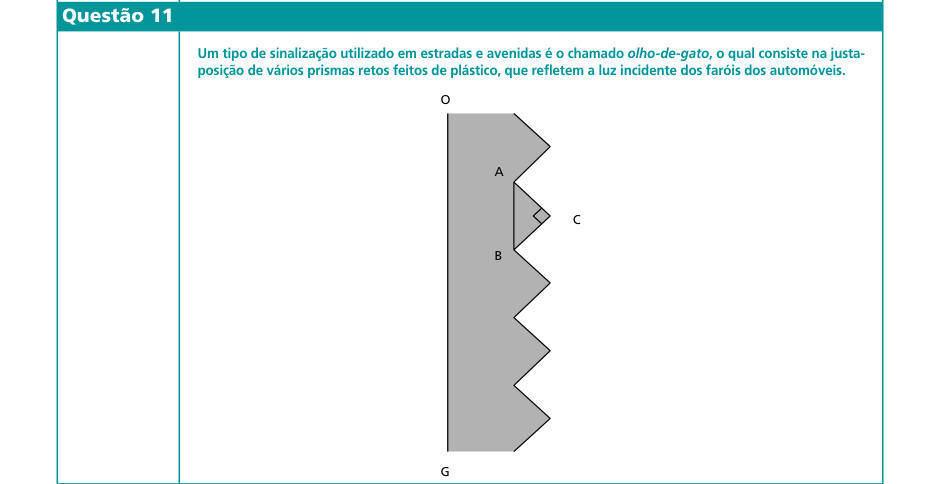 Questão 11
Um tipo de sinalização utilizado em estradas e avenidas é o chamado olho-de-gato, o qual consiste na justa-
posição de vários prismas retos feitos de plástico, que refletem a luz incidente dos faróis dos automóveis.
O
A
C
B
G